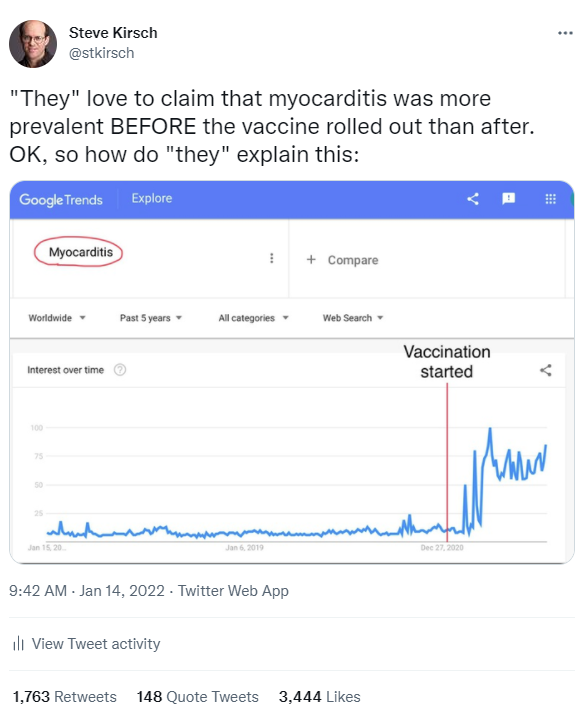 Steve Kirsch
@stkirsch
"They" love to claim that myocarditis was more
prevalent BEFORE the vaccine rolled out than after.
OK, so how do "they" explain this:
Google Trends Explore
Myocarditis
+ Compare
Worldwide Past 5 years All categories Web Search
Vaccination
started
Interest over time
100
75
50
25
Jan 15, 20... Jan 6, 2019 Dec 27, 2020
9:42 AM · Jan 14, 2022 · Twitter Web App
View Tweet activity
1,763 Retweets 148 Quote Tweets 3,444 Likes